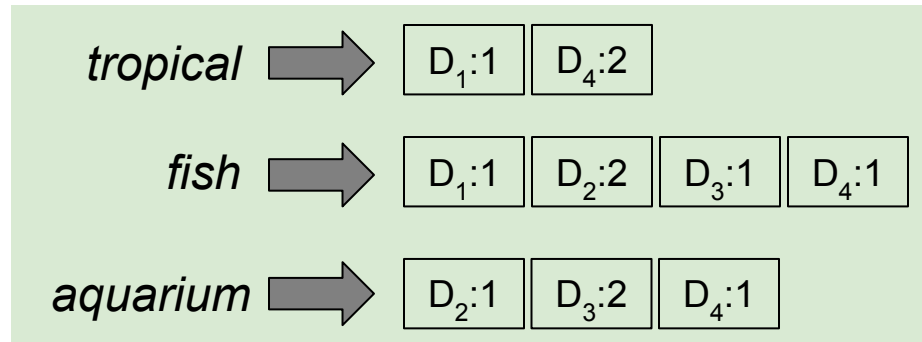 tropical D₁:1 D₄:2
fish D₁:1 D₂:2 D₃:1 D₄:1
aquarium D₂:1 D₃:2 D₄:1